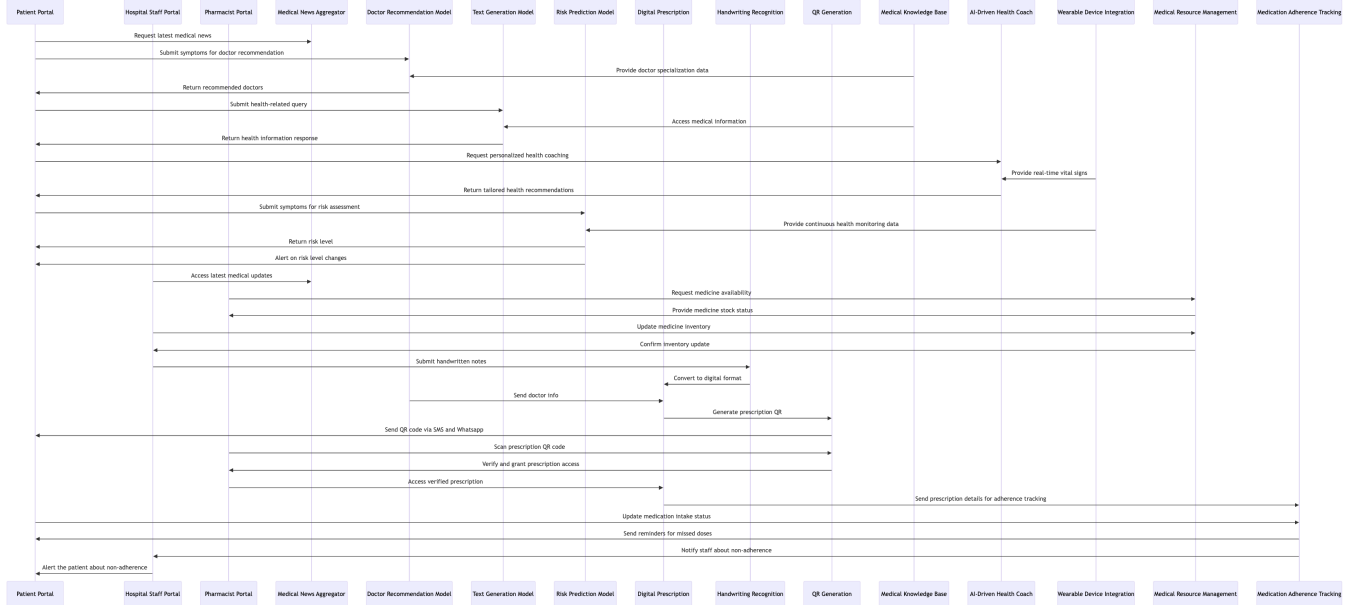 Patient Portal
Hospital Staff Portal
Pharmacist Portal
Medical News Aggregator
Doctor Recommendation Model
Text Generation Model
Risk Prediction Model
Digital Prescription
Handwriting Recognition
QR Generation
Medical Knowledge Base
AI-Driven Health Coach
Wearable Device Integration
Medical Resource Management
Medication Adherence Tracking
Request latest medical news
Submit symptoms for doctor recommendation
Provide doctor specialization data
Return recommended doctors
Submit health-related query
Access medical information
Return health information response
Request personalized health coaching
Provide real-time vital signs
Return tailored health recommendations
Submit symptoms for risk assessment
Provide continuous health monitoring data
Return risk level
Alert on risk level changes
Access latest medical updates
Request medicine availability
Provide medicine stock status
Update medicine inventory
Confirm inventory update
Submit handwritten notes
Convert to digital format
Send doctor info
Generate prescription QR
Send QR code via SMS and Whatsapp
Scan prescription QR code
Verify and grant prescription access
Access verified prescription
Send prescription details for adherence tracking
Update medication intake status
Send reminders for missed doses
Notify staff about non-adherence
Alert the patient about non-adherence
Patient Portal
Hospital Staff Portal
Pharmacist Portal
Medical News Aggregator
Doctor Recommendation Model
Text Generation Model
Risk Prediction Model
Digital Prescription
Handwriting Recognition
QR Generation
Medical Knowledge Base
AI-Driven Health Coach
Wearable Device Integration
Medical Resource Management
Medication Adherence Tracking